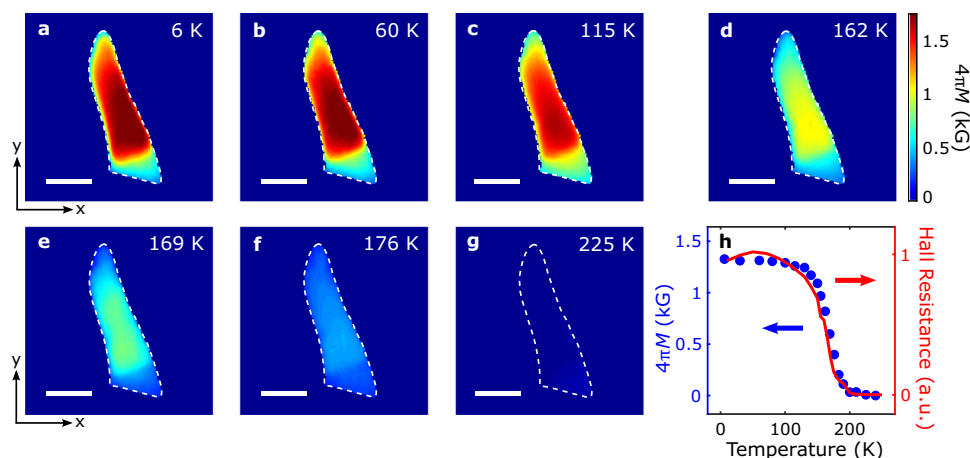 a 6 K
b 60 K
c 115 K
d 162 K
y
x
1.5
1
0.5
0
4πM (kG)
e 169 K
f 176 K
g 225 K
y
x
h
1.5
1
0.5
0
4πM (kG)
1
0
Hall Resistance (a.u.)
0 100 200
Temperature (K)